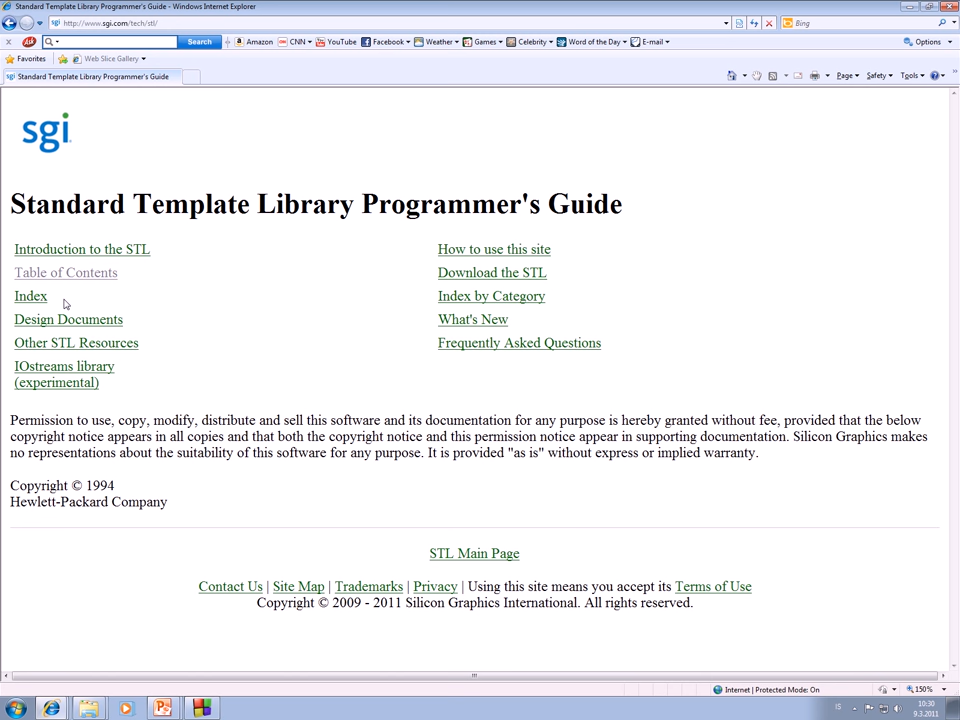 Standard Template Library Programmer's Guide - Windows Internet Explorer
sgi http://www.sgi.com/tech/stl/
Bing
x Ask Search Amazon CNN YouTube Facebook Weather Games Celebrity Word of the Day E-mail Options
Favorites Web Slice Gallery
sgi Standard Template Library Programmer's Guide
Page Safety Tools
sgi
Standard Template Library Programmer's Guide
Introduction to the STL
How to use this site
Table of Contents
Download the STL
Index
Index by Category
Design Documents
What's New
Other STL Resources
Frequently Asked Questions
IOstreams library
(experimental)
Permission to use, copy, modify, distribute and sell this software and its documentation for any purpose is hereby granted without fee, provided that the below
copyright notice appears in all copies and that both the copyright notice and this permission notice appear in supporting documentation. Silicon Graphics makes
no representations about the suitability of this software for any purpose. It is provided "as is" without express or implied warranty.
Copyright © 1994
Hewlett-Packard Company
STL Main Page
Contact Us | Site Map | Trademarks | Privacy | Using this site means you accept its Terms of Use
Copyright © 2009 - 2011 Silicon Graphics International. All rights reserved.
Internet | Protected Mode: On 150%
IS 10:30
9.3.2011